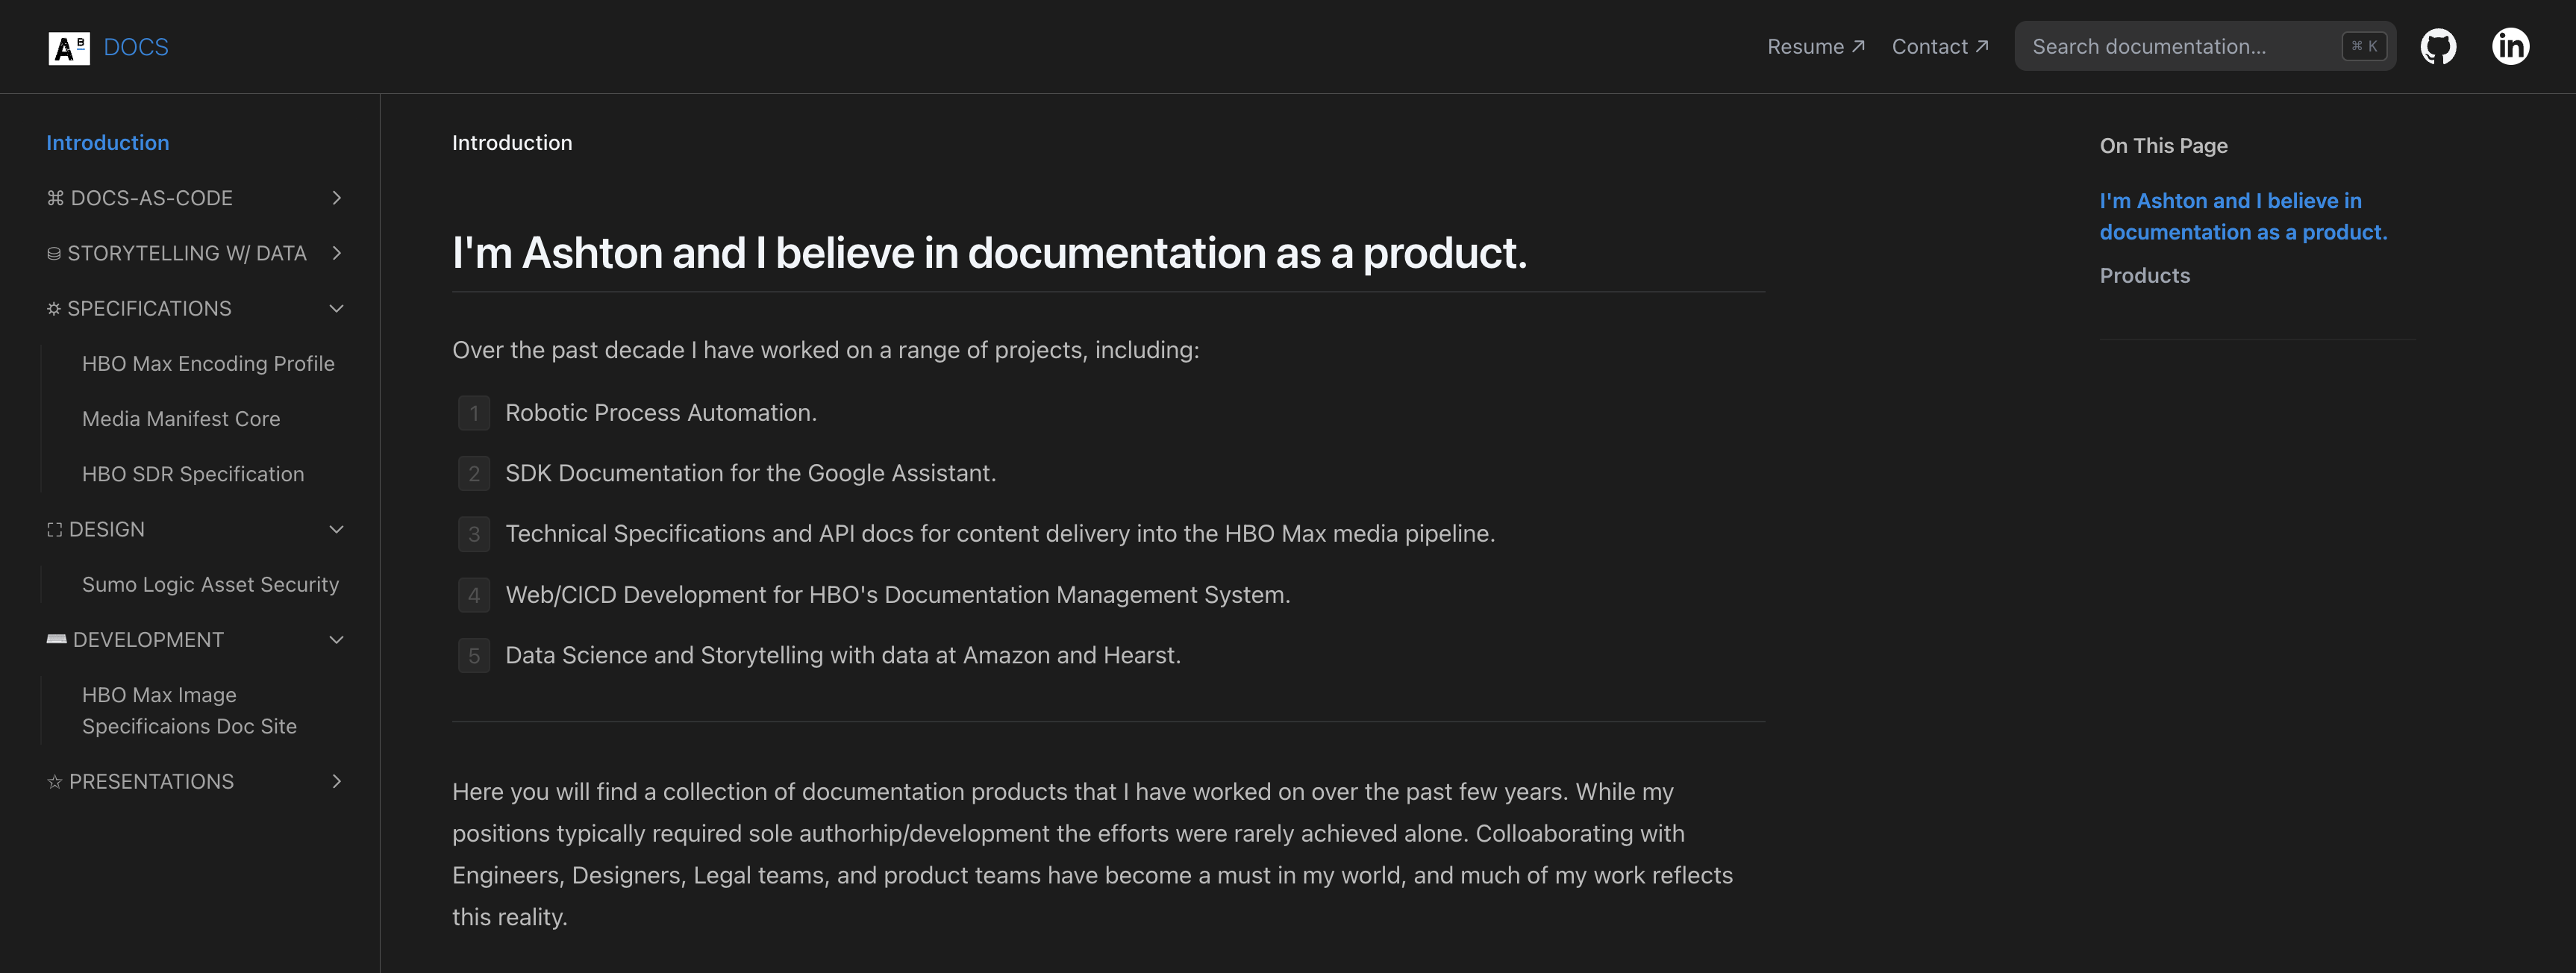 AB DOCS
Resume ↗ Contact ↗ Search documentation... ⌘ K in
Introduction
⌘ DOCS-AS-CODE
STORYTELLING W/ DATA
SPECIFICATIONS
HBO Max Encoding Profile
Media Manifest Core
HBO SDR Specification
DESIGN
Sumo Logic Asset Security
DEVELOPMENT
HBO Max Image
Specificaions Doc Site
☆ PRESENTATIONS
Introduction
I'm Ashton and I believe in documentation as a product.
Over the past decade I have worked on a range of projects, including:
1 Robotic Process Automation.
2 SDK Documentation for the Google Assistant.
3 Technical Specifications and API docs for content delivery into the HBO Max media pipeline.
4 Web/CICD Development for HBO's Documentation Management System.
5 Data Science and Storytelling with data at Amazon and Hearst.
Here you will find a collection of documentation products that I have worked on over the past few years. While my
positions typically required sole authorhip/development the efforts were rarely achieved alone. Colloaborating with
Engineers, Designers, Legal teams, and product teams have become a must in my world, and much of my work reflects
this reality.
On This Page
I'm Ashton and I believe in
documentation as a product.
Products